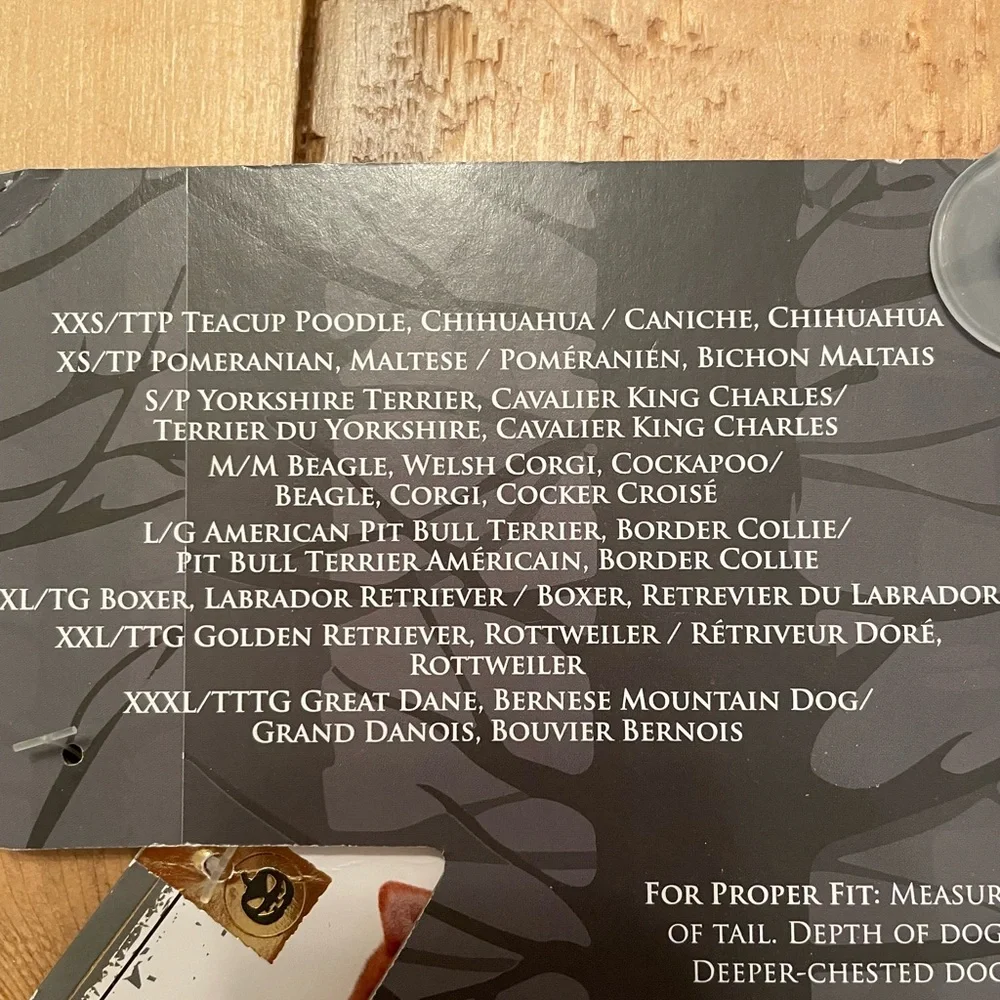 XXS/TTP TEACUP POODLE, CHIHUAHUA / CANICHE, CHIHUAHUA
XS/TP POMERANIAN, MALTESE / POMÉRANIEN, BICHON MALTAIS
S/P YORKSHIRE TERRIER, CAVALIER KING CHARLES/
TERRIER DU YORKSHIRE, CAVALIER KING CHARLES
M/M BEAGLE, WELSH CORGI, COCKAPOO/
BEAGLE, CORGI, COCKER CROISÉ
L/G AMERICAN PIT BULL TERRIER, BORDER COLLIE/
PIT BULL TERRIER AMÉRICAIN, BORDER COLLIE
XL/TG BOXER, LABRADOR RETRIEVER / BOXER, RETREVIER DU LABRADOR
XXL/TTG GOLDEN RETRIEVER, ROTTWEILER / RÉTRIVEUR DORÉ,
ROTTWEILER
XXXL/TTTG GREAT DANE, BERNESE MOUNTAIN DOG/
GRAND DANOIS, BOUVIER BERNOIS
FOR PROPER FIT: MEASUR
OF TAIL. DEPTH OF DOG
DEEPER-CHESTED DOG